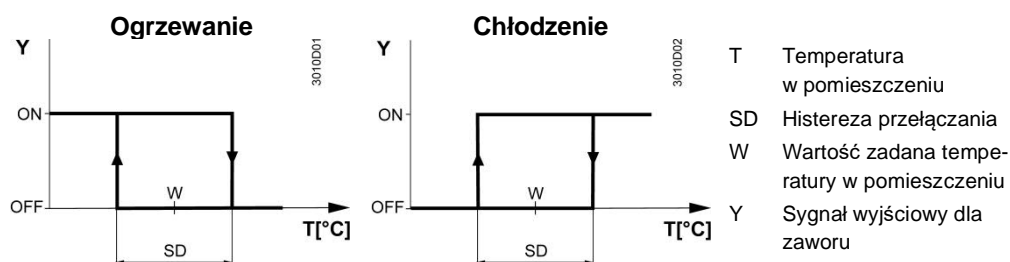 Ogrzewanie
Y
3010D01
ON
W
OFF
T[°C]
SD
Chłodzenie
Y
3010D02
ON
W
OFF
T[°C]
SD
T Temperatura
w pomieszczeniu
SD Histereza przełączania
W Wartość zadana tempe-
ratury w pomieszczeniu
Y Sygnał wyjściowy dla
zaworu